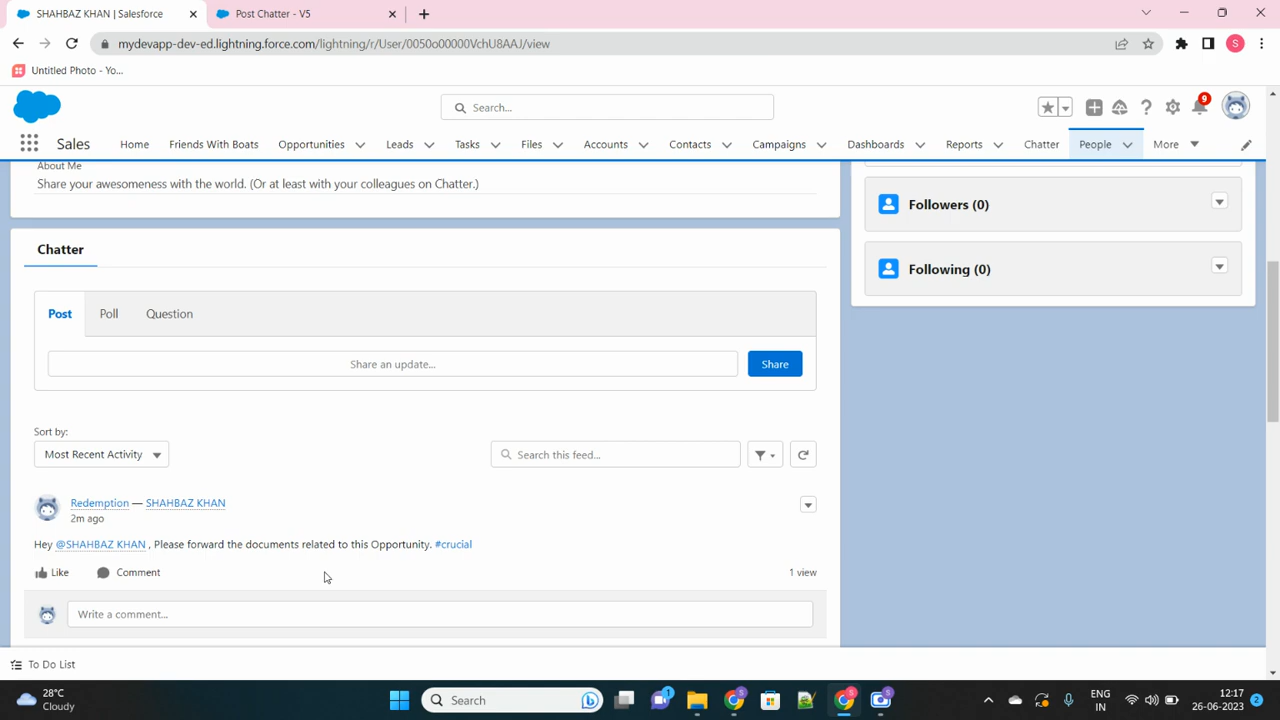 SHAHBAZ KHAN | Salesforce
Post Chatter - V5
mydevapp-dev-ed.lightning.force.com/lightning/r/User/0050o00000VchU8AAJ/view
S
Untitled Photo - Yo...
Search...
9
Sales Home Friends With Boats Opportunities Leads Tasks Files Accounts Contacts Campaigns Dashboards Reports Chatter People More
About Me
Share your awesomeness with the world. (Or at least with your colleagues on Chatter.)
Followers (0)
Following (0)
Chatter
Post Poll Question
Share an update... Share
Sort by:
Most Recent Activity Search this feed...
Redemption — SHAHBAZ KHAN
2m ago
Hey @SHAHBAZ KHAN , Please forward the documents related to this Opportunity. #crucial
Like Comment 1 view
Write a comment...
To Do List
28°C
Cloudy
Search
1
ENG
IN
12:17
26-06-2023
2